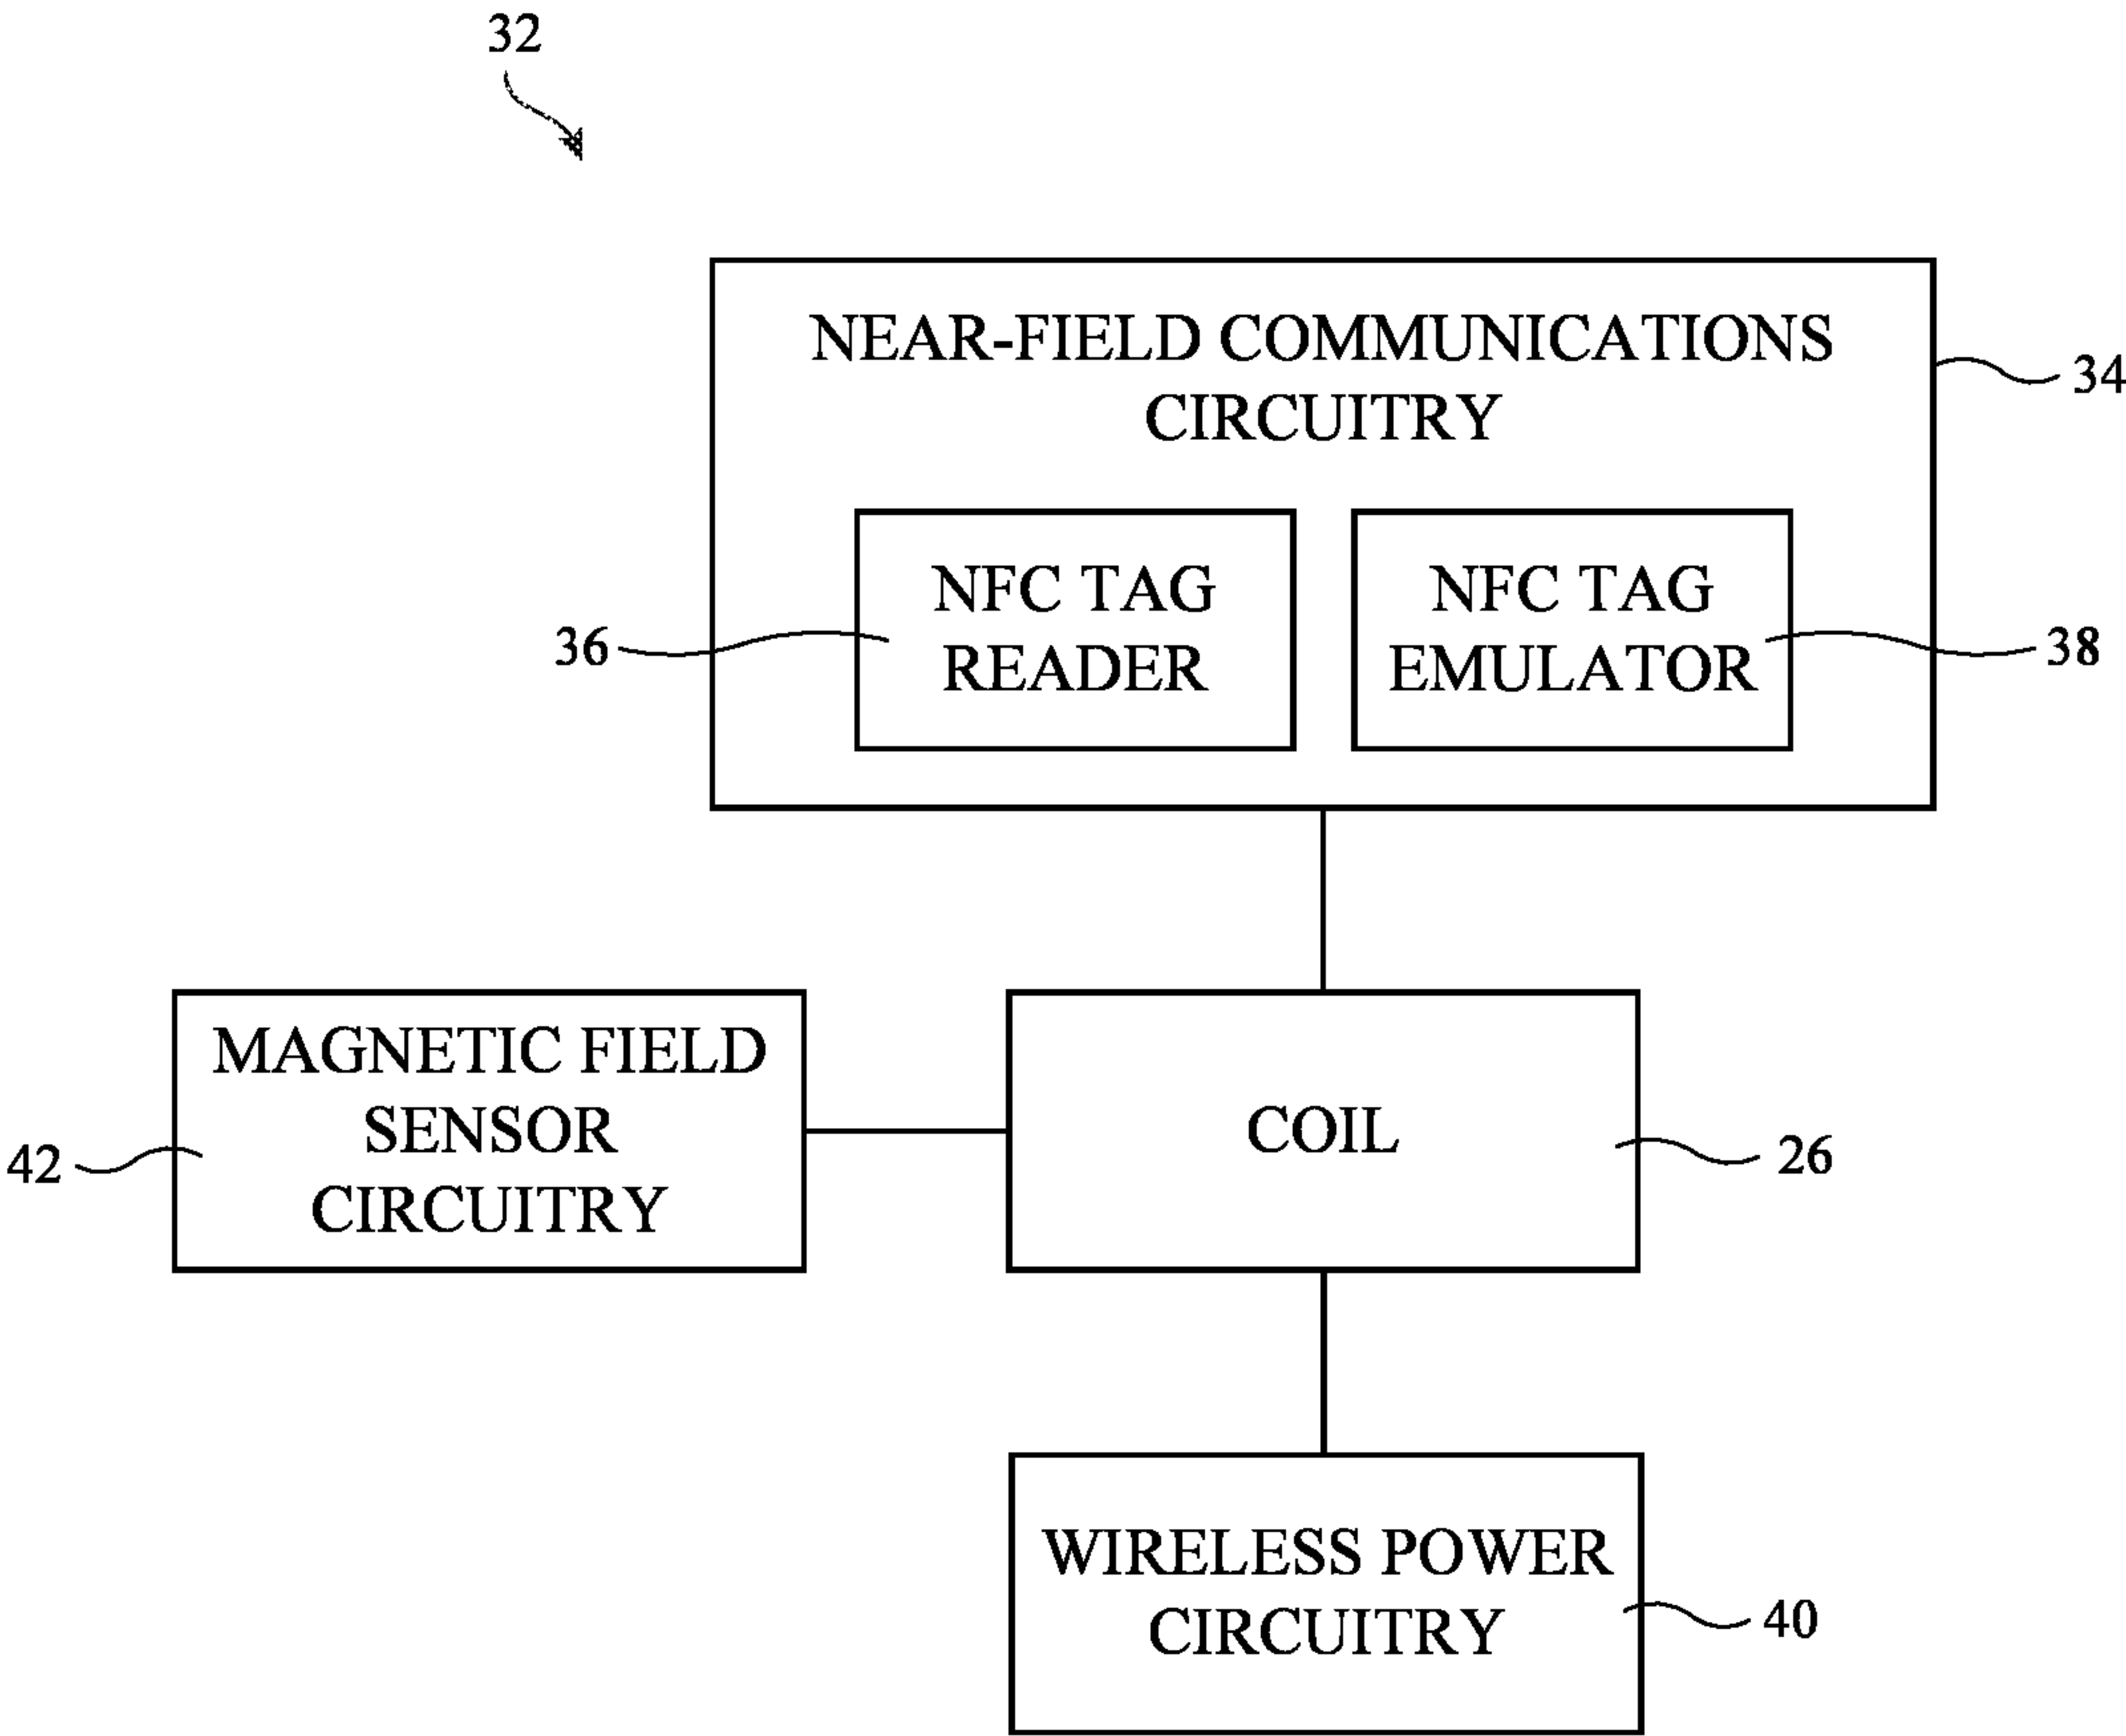 32
NEAR-FIELD COMMUNICATIONS
CIRCUITRY
34
NFC TAG
READER
36
NFC TAG
EMULATOR
38
MAGNETIC FIELD
SENSOR
CIRCUITRY
42
COIL
26
WIRELESS POWER
CIRCUITRY
40